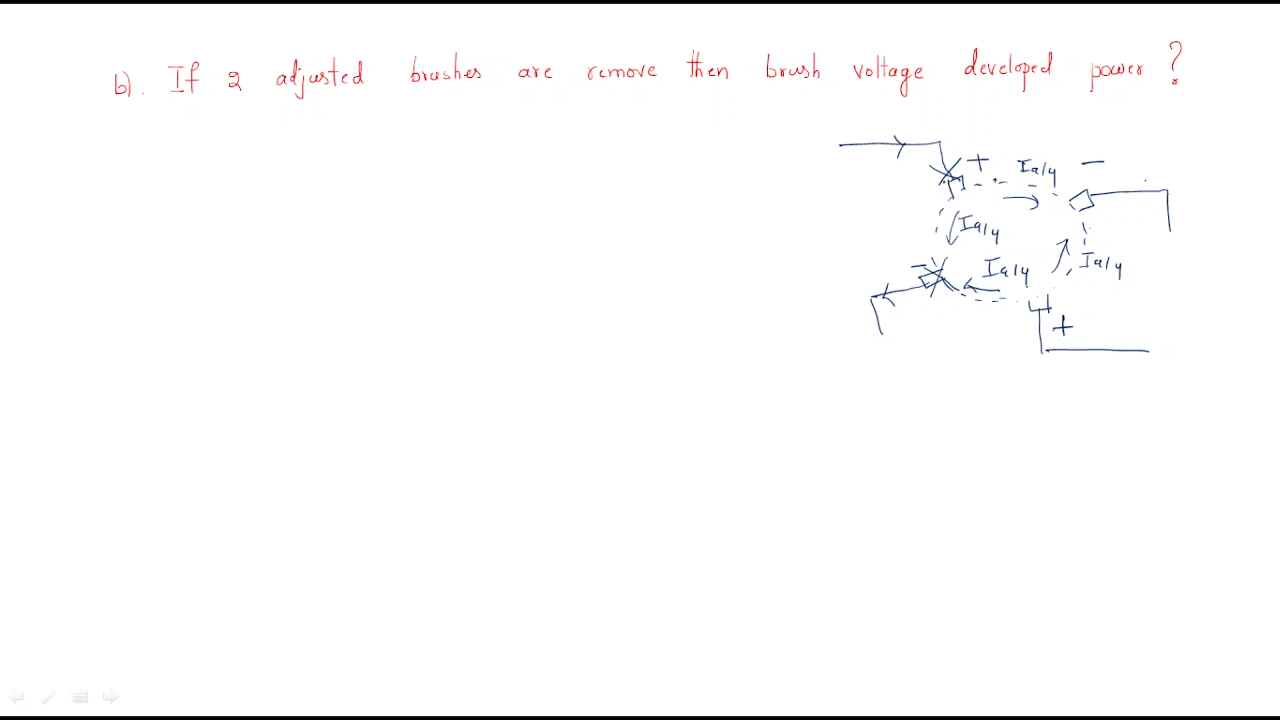 b). If 2 adjusted brushes are remove then brush voltage developed power ?
+ Ia/4 -
Ia/4
- Ia/4 Ia/4
+